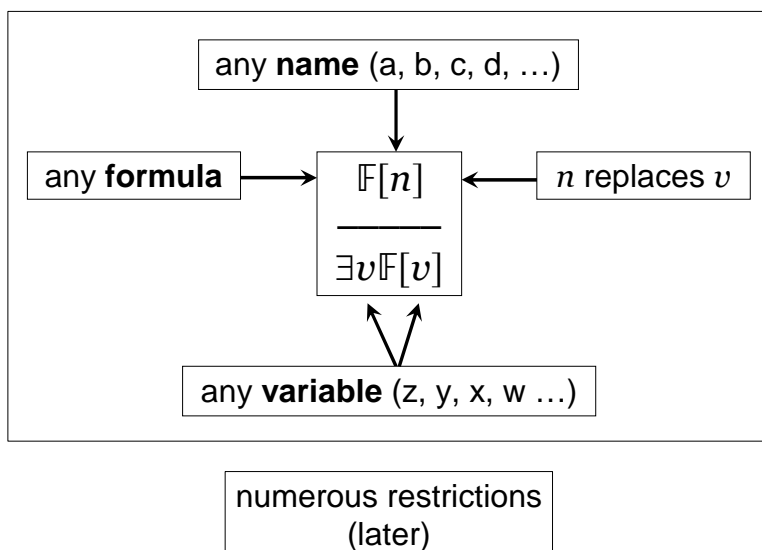 any name (a, b, c, d, …)
any formula
𝔽[n]
n replaces v
∃v𝔽[v]
any variable (z, y, x, w …)
numerous restrictions
(later)